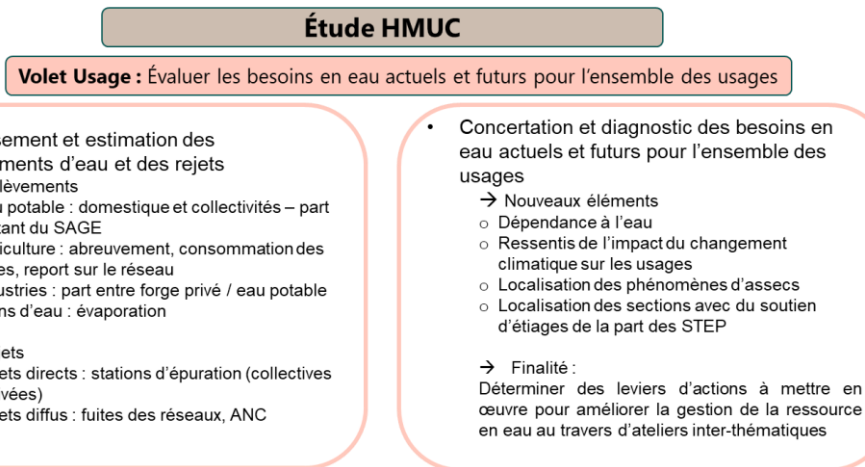 Étude HMUC
Volet Usage : Évaluer les besoins en eau actuels et futurs pour l'ensemble des usages
sement et estimation des
ments d'eau et des rejets
lèvements
u potable : domestique et collectivités – part
tant du SAGE
iculture : abreuvement, consommation des
es, report sur le réseau
ustries : part entre forge privé / eau potable
ns d'eau : évaporation
ets
ets directs : stations d'épuration (collectives
vées)
ets diffus : fuites des réseaux, ANC
• Concertation et diagnostic des besoins en
eau actuels et futurs pour l'ensemble des
usages
→ Nouveaux éléments
o Dépendance à l'eau
o Ressentis de l'impact du changement
climatique sur les usages
o Localisation des phénomènes d'assecs
o Localisation des sections avec du soutien
d'étiages de la part des STEP
→ Finalité :
Déterminer des leviers d'actions à mettre en
œuvre pour améliorer la gestion de la ressource
en eau au travers d'ateliers inter-thématiques